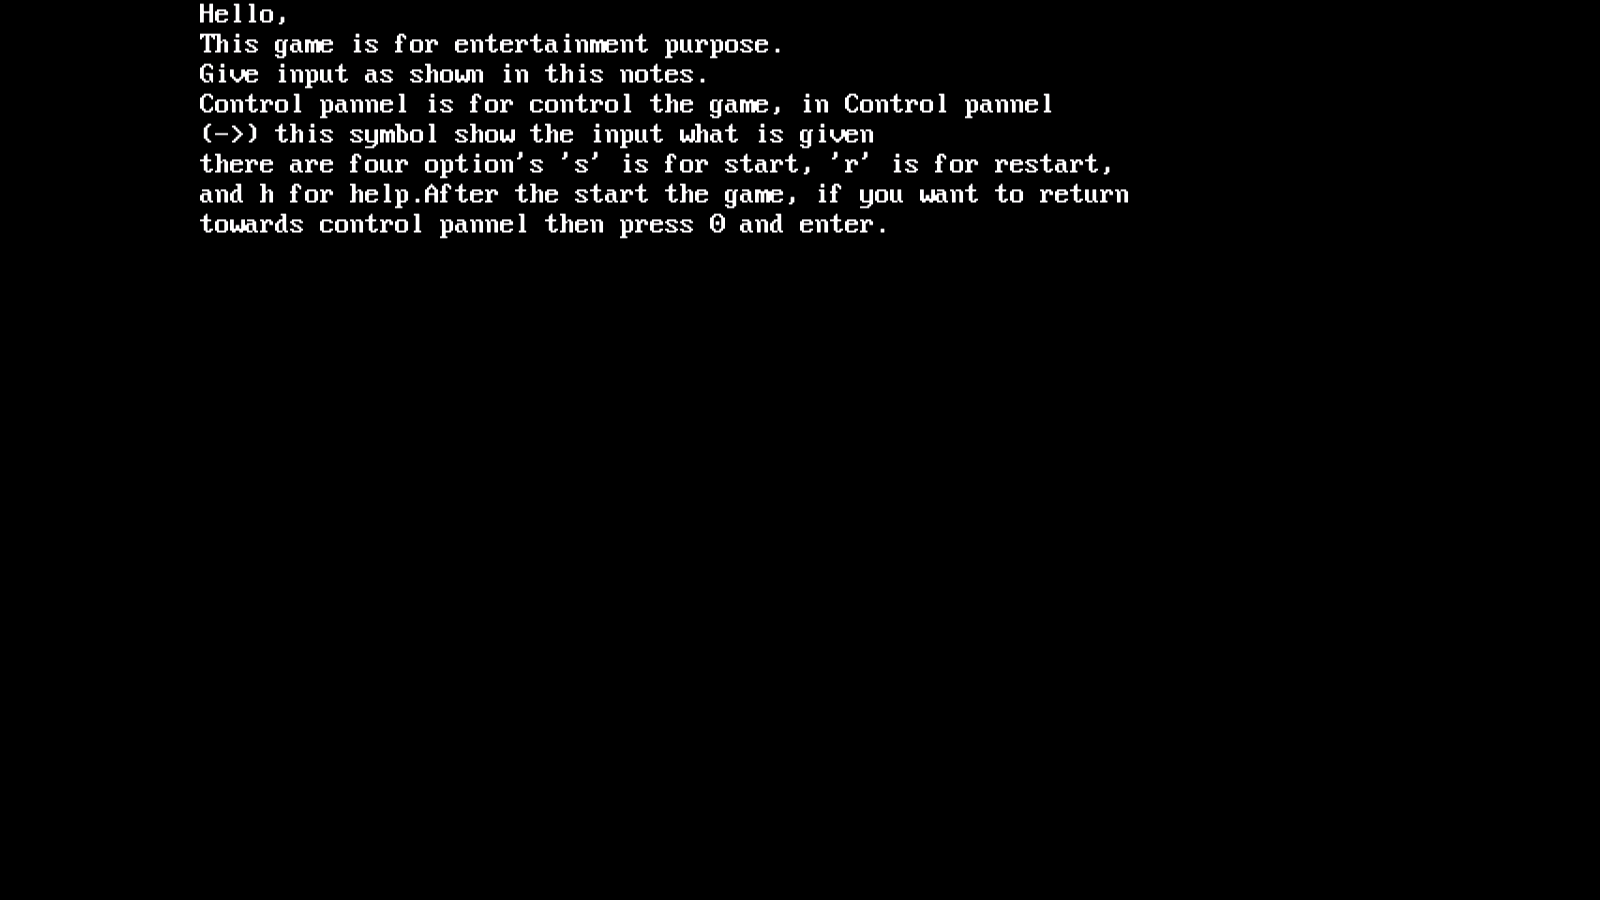 Hello,
This game is for entertainment purpose.
Give input as shown in this notes.
Control pannel is for control the game, in Control pannel
(->) this symbol show the input what is given
there are four option's 's' is for start, 'r' is for restart,
and h for help.After the start the game, if you want to return
towards control pannel then press 0 and enter.